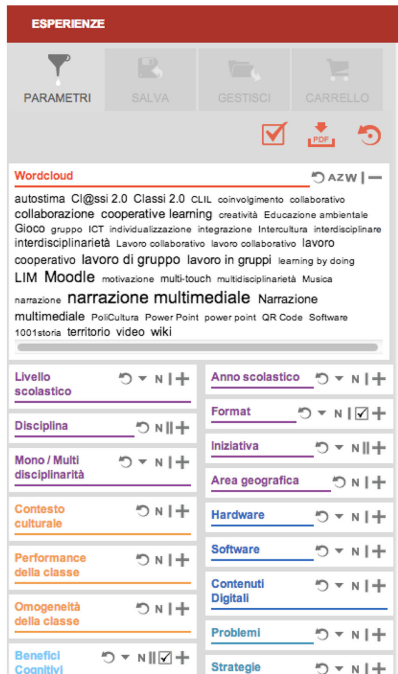 ESPERIENZE
PARAMETRI
SALVA
GESTISCI
CARRELLO
PDF
Wordcloud
AZW
autostima Cl@ssi 2.0 Classi 2.0 CLIL coinvolgimento collaborativo
collaborazione cooperative learning creatività Educazione ambientale
Gioco gruppo ICT individualizzazione integrazione Intercultura interdisciplinare
interdisciplinarietà Lavoro collaborativo lavoro collaborativo lavoro
cooperativo lavoro di gruppo lavoro in gruppi learning by doing
LIM Moodle motivazione multi-touch multidisciplinarietà Musica
narrazione narrazione multimediale Narrazione
multimediale PoliCultura Power Point power point QR Code Software
1001storia territorio video wiki
Livello
scolastico
N
Disciplina
N
Mono / Multi
disciplinarità
N
Contesto
culturale
N
Performance
della classe
N
Omogeneità
della classe
N
Benefici
Cognitivi
N
Anno scolastico
N
Format
N
Iniziativa
N
Area geografica
N
Hardware
N
Software
N
Contenuti
Digitali
N
Problemi
N
Strategie
N